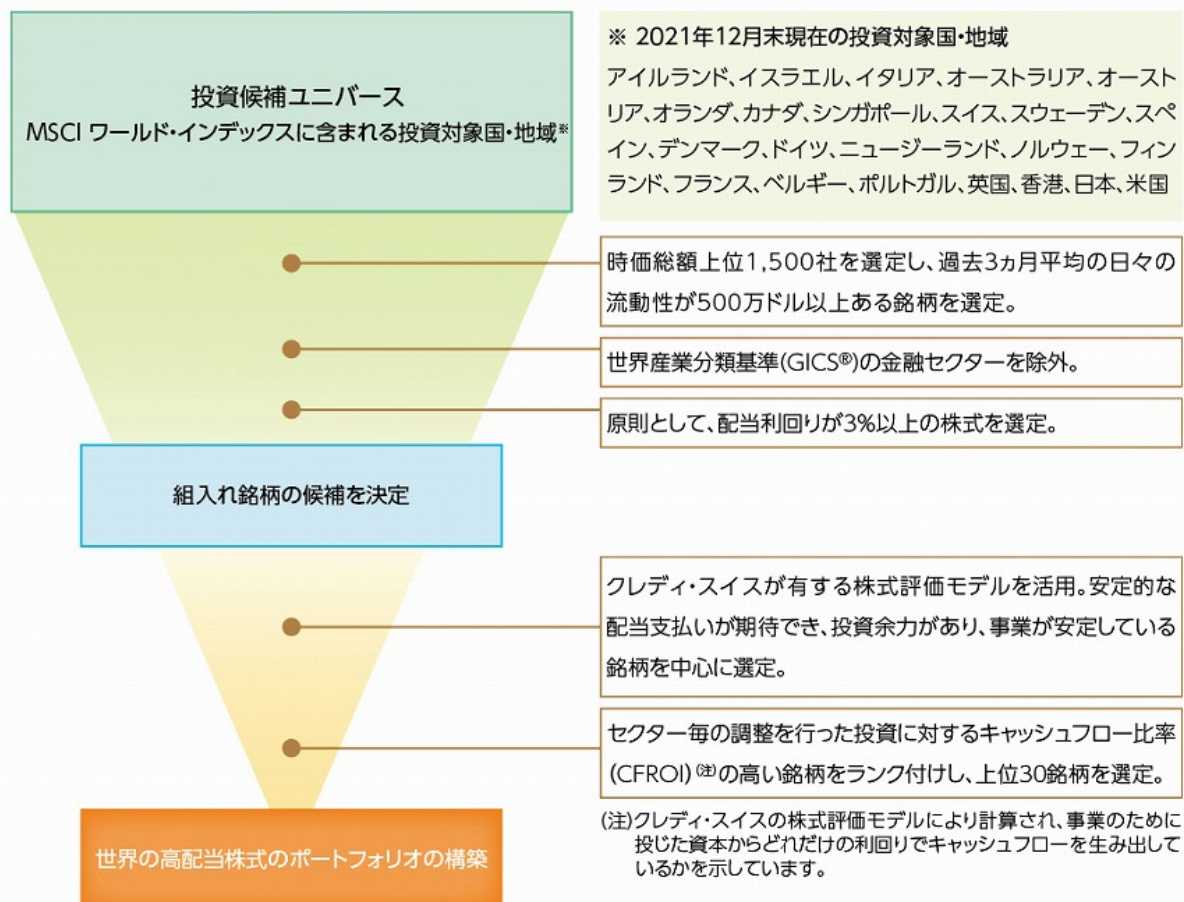 投資候補ユニバース
MSCI ワールド・インデックスに含まれる投資対象国・地域※
※ 2021年12月末現在の投資対象国・地域
アイルランド、イスラエル、イタリア、オーストラリア、オースト
リア、オランダ、カナダ、シンガポール、スイス、スウェーデン、スペ
イン、デンマーク、ドイツ、ニュージーランド、ノルウェー、フィン
ランド、フランス、ベルギー、ポルトガル、英国、香港、日本、米国
時価総額上位1,500社を選定し、過去3ヵ月平均の日々の
流動性が500万ドル以上ある銘柄を選定。
世界産業分類基準(GICS®)の金融セクターを除外。
原則として、配当利回りが3%以上の株式を選定。
組入れ銘柄の候補を決定
クレディ・スイスが有する株式評価モデルを活用。安定的な
配当支払いが期待でき、投資余力があり、事業が安定している
銘柄を中心に選定。
セクター毎の調整を行った投資に対するキャッシュフロー比率
(CFROI)(注)の高い銘柄をランク付けし、上位30銘柄を選定。
(注)クレディ・スイスの株式評価モデルにより計算され、事業のために
投じた資本からどれだけの利回りでキャッシュフローを生み出して
いるかを示しています。
世界の高配当株式のポートフォリオの構築